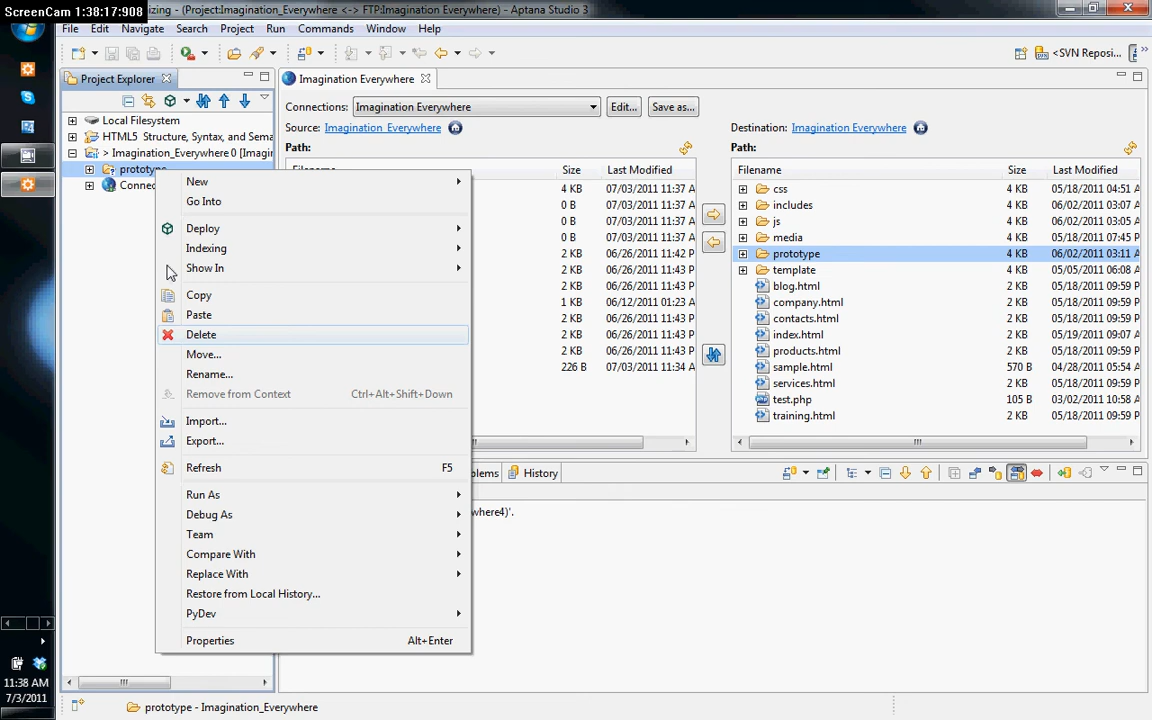 ScreenCam 1:38:17:908
izing - (Project:Imagination_Everywhere <-> FTP:Imagination Everywhere) - Aptana Studio 3
File Edit Navigate Search Project Run Commands Window Help
<SVN Reposi...
Project Explorer
Local Filesystem
HTML5 Structure, Syntax, and Sema
> Imagination_Everywhere 0 [Imagin
prototype
Connec
Imagination Everywhere
Connections: Imagination Everywhere Edit... Save as...
Source: Imagination_Everywhere
Destination: Imagination Everywhere
Path:
Path:
Filename Size Last Modified
4 KB 07/03/2011 11:37 A
0 B 07/03/2011 11:37 A
0 B 07/03/2011 11:37 A
0 B 07/03/2011 11:37 A
2 KB 06/26/2011 11:42 P
2 KB 06/26/2011 11:43 P
2 KB 06/26/2011 11:43 P
1 KB 06/12/2011 01:23 A
2 KB 06/26/2011 11:43 P
2 KB 06/26/2011 11:43 P
2 KB 06/26/2011 11:43 P
226 B 07/03/2011 11:34 A
Filename Size Last Modified
css 4 KB 05/18/2011 04:51 A
includes 4 KB 06/02/2011 03:07 A
js 4 KB 06/02/2011 03:05 A
media 4 KB 05/18/2011 07:45 P
prototype 4 KB 06/02/2011 03:11 A
template 4 KB 05/05/2011 06:08 A
blog.html 2 KB 05/18/2011 09:59 P
company.html 2 KB 05/18/2011 09:59 P
contacts.html 2 KB 05/18/2011 09:59 P
index.html 2 KB 05/19/2011 09:07 A
products.html 2 KB 05/18/2011 09:59 P
sample.html 570 B 04/28/2011 05:54 A
services.html 2 KB 05/18/2011 09:59 P
test.php 105 B 03/02/2011 10:58 A
training.html 2 KB 05/18/2011 09:59 P
New
Go Into
Deploy
Indexing
Show In
Copy
Paste
Delete
Move...
Rename...
Remove from Context Ctrl+Alt+Shift+Down
Import...
Export...
Refresh F5
Run As
Debug As
Team
Compare With
Replace With
Restore from Local History...
PyDev
Properties Alt+Enter
oblems History
where4)'.
11:38 AM
7/3/2011
prototype - Imagination_Everywhere